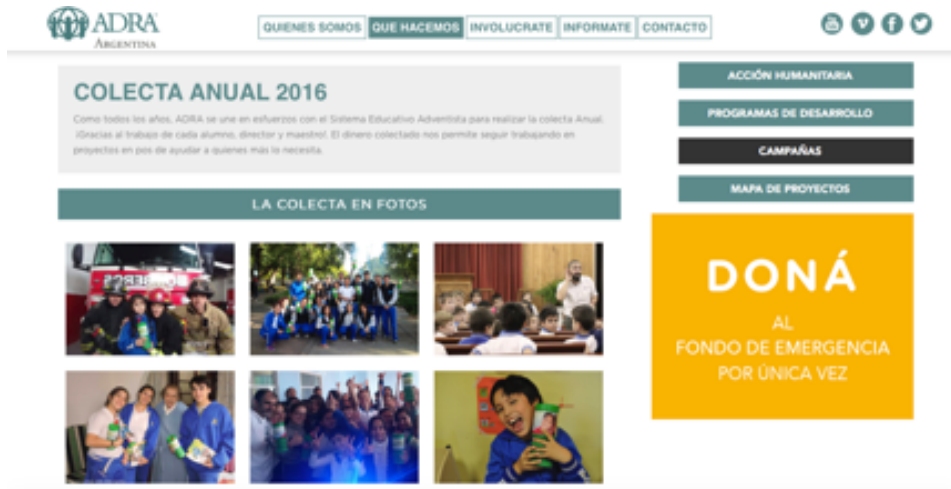 ADRA
ARGENTINA
QUIENES SOMOS QUE HACEMOS INVOLUCRATE INFORMATE CONTACTO
COLECTA ANUAL 2016
Como todos los años, ADRA se une en esfuerzos con el Sistema Educativo Adventista para realizar la colecta Anual.
¡Gracias al trabajo de cada alumno, director y maestro!. El dinero colectado nos permite seguir trabajando en
proyectos en pos de ayudar a quienes más lo necesita.
LA COLECTA EN FOTOS
ACCIÓN HUMANITARIA
PROGRAMAS DE DESARROLLO
CAMPAÑAS
MAPA DE PROYECTOS
DONÁ
AL
FONDO DE EMERGENCIA
POR ÚNICA VEZ